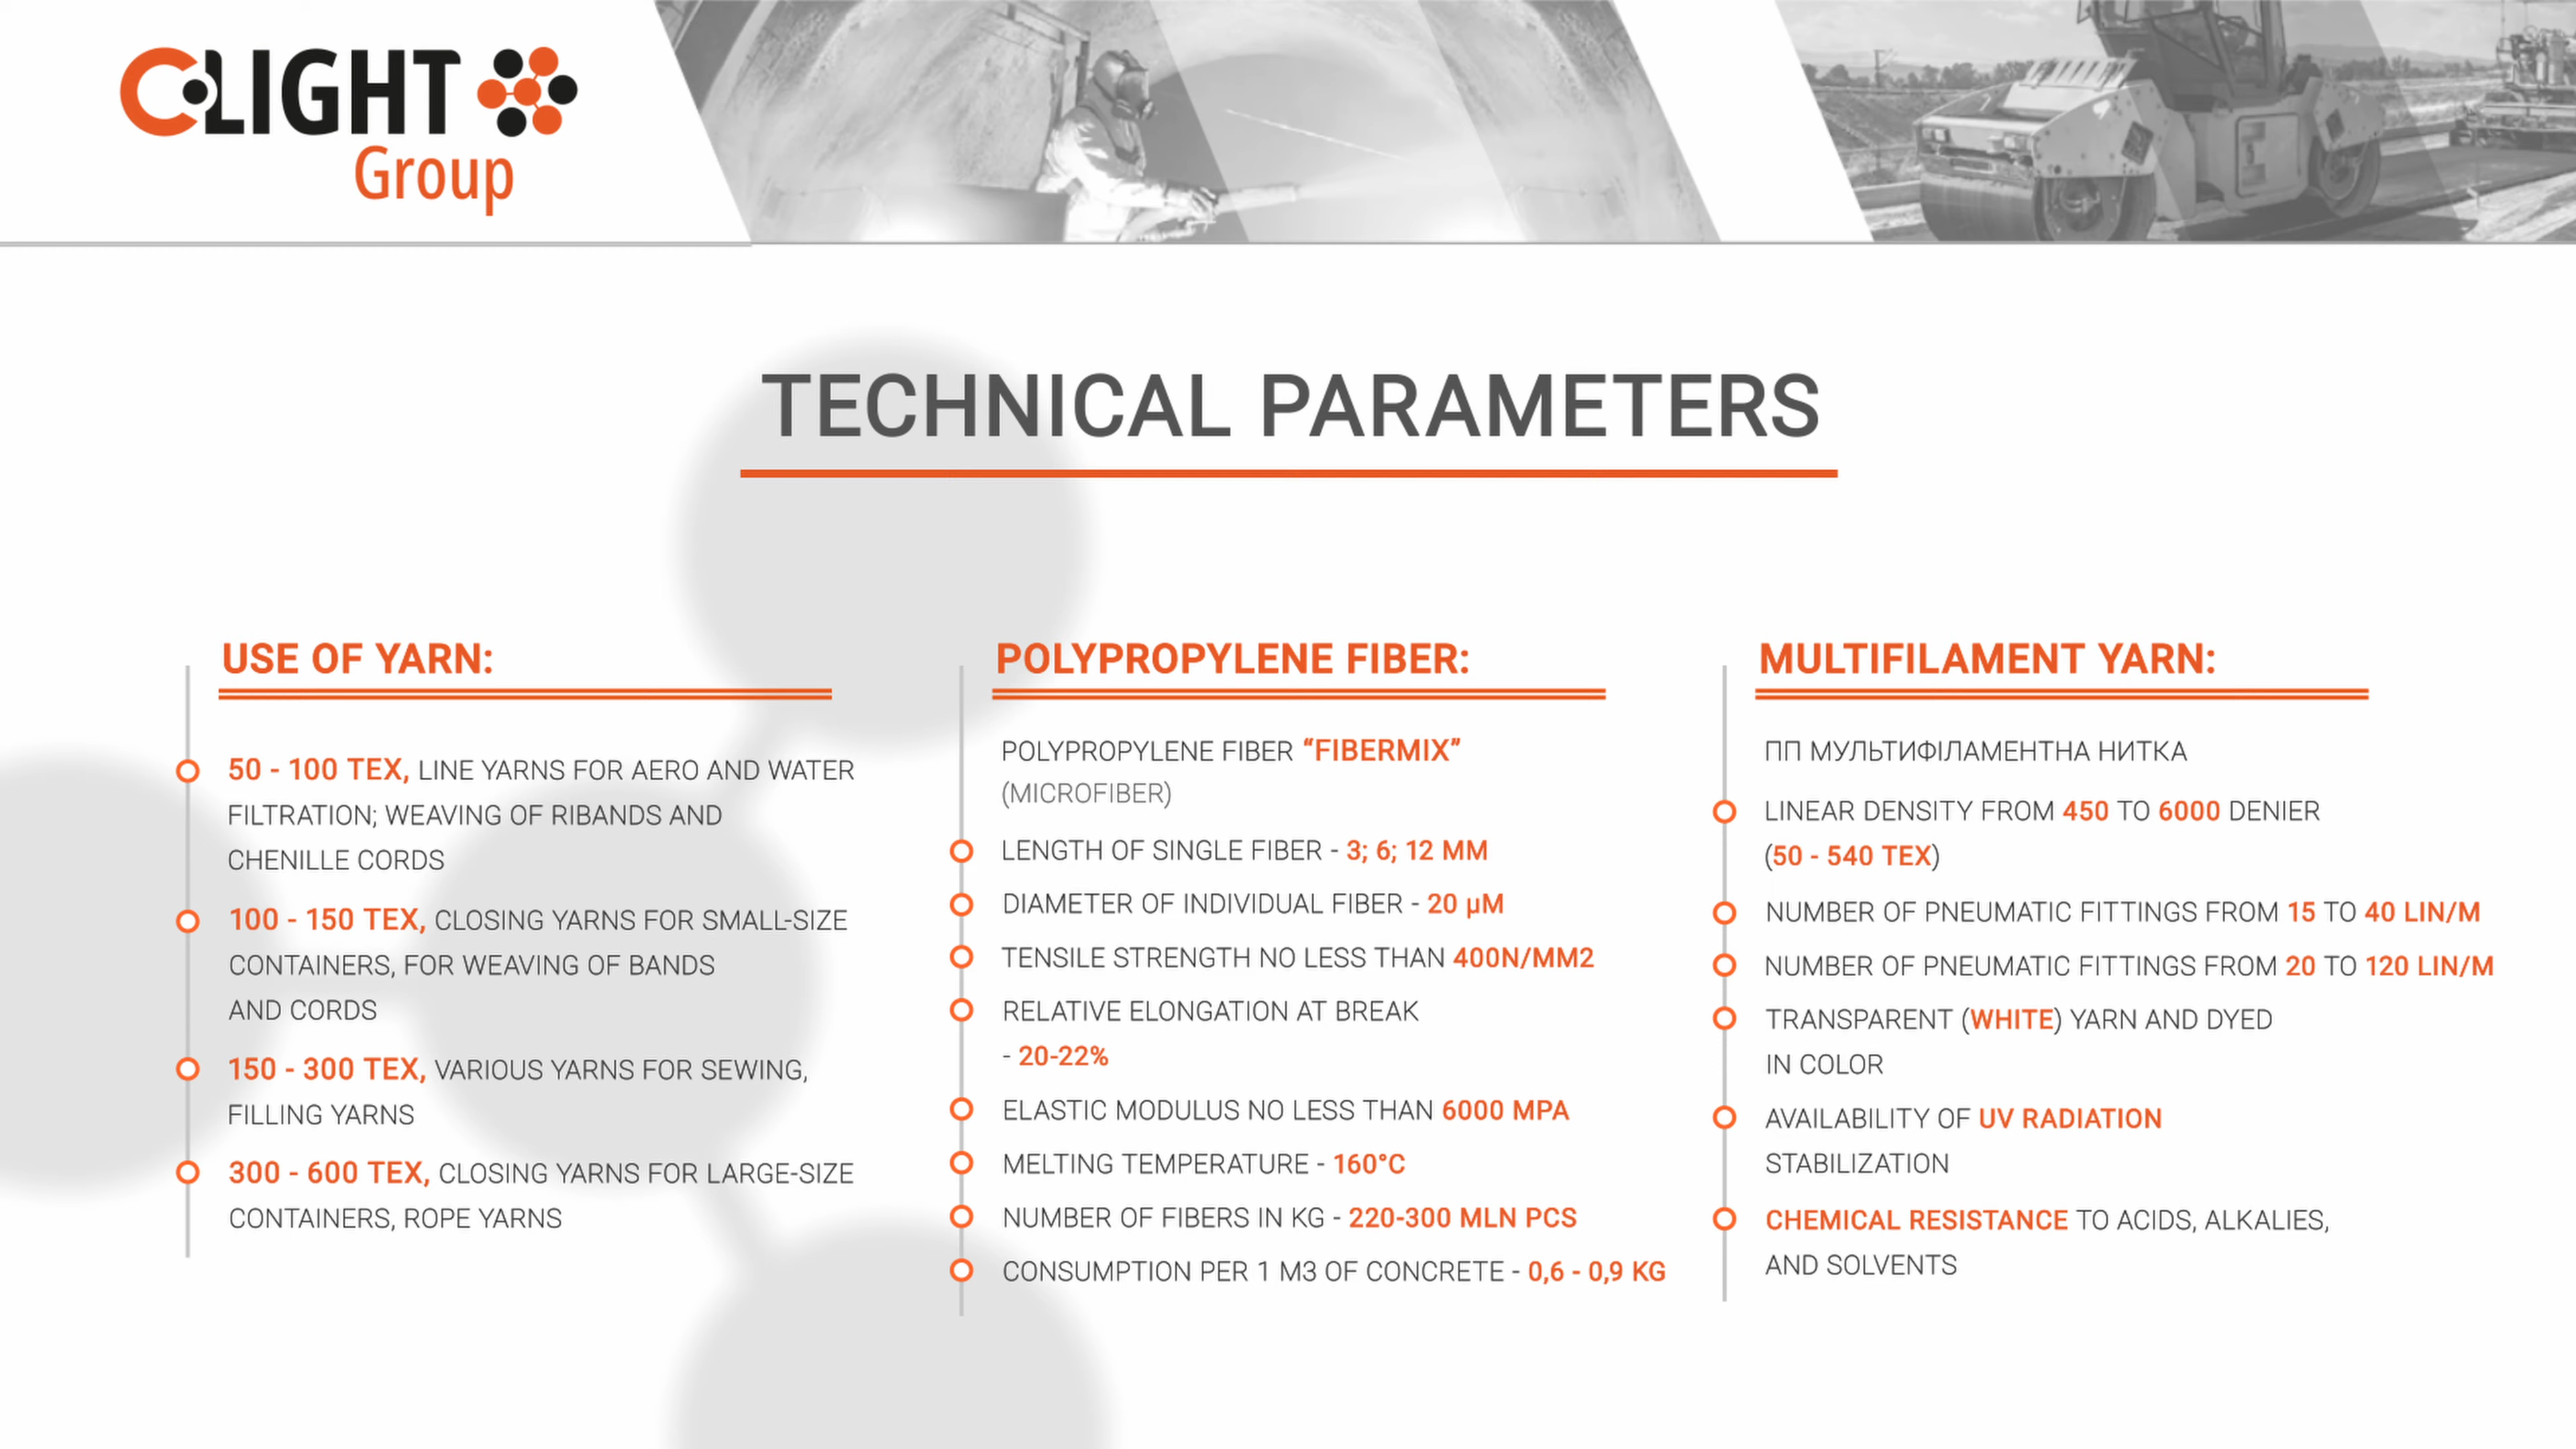 CLIGHT
Group
TECHNICAL PARAMETERS
USE OF YARN:
50 - 100 TEX, LINE YARNS FOR AERO AND WATER
FILTRATION; WEAVING OF RIBANDS AND
CHENILLE CORDS
100 - 150 TEX, CLOSING YARNS FOR SMALL-SIZE
CONTAINERS, FOR WEAVING OF BANDS
AND CORDS
150 - 300 TEX, VARIOUS YARNS FOR SEWING,
FILLING YARNS
300 - 600 TEX, CLOSING YARNS FOR LARGE-SIZE
CONTAINERS, ROPE YARNS
POLYPROPYLENE FIBER:
POLYPROPYLENE FIBER “FIBERMIX”
(MICROFIBER)
LENGTH OF SINGLE FIBER - 3; 6; 12 MM
DIAMETER OF INDIVIDUAL FIBER - 20 µM
TENSILE STRENGTH NO LESS THAN 400N/MM2
RELATIVE ELONGATION AT BREAK
- 20-22%
ELASTIC MODULUS NO LESS THAN 6000 MPA
MELTING TEMPERATURE - 160°C
NUMBER OF FIBERS IN KG - 220-300 MLN PCS
CONSUMPTION PER 1 M3 OF CONCRETE - 0,6 - 0,9 KG
MULTIFILAMENT YARN:
ПП МУЛЬТИФІЛАМЕНТНА НИТКА
LINEAR DENSITY FROM 450 TO 6000 DENIER
(50 - 540 TEX)
NUMBER OF PNEUMATIC FITTINGS FROM 15 TO 40 LIN/M
NUMBER OF PNEUMATIC FITTINGS FROM 20 TO 120 LIN/M
TRANSPARENT (WHITE) YARN AND DYED
IN COLOR
AVAILABILITY OF UV RADIATION
STABILIZATION
CHEMICAL RESISTANCE TO ACIDS, ALKALIES,
AND SOLVENTS